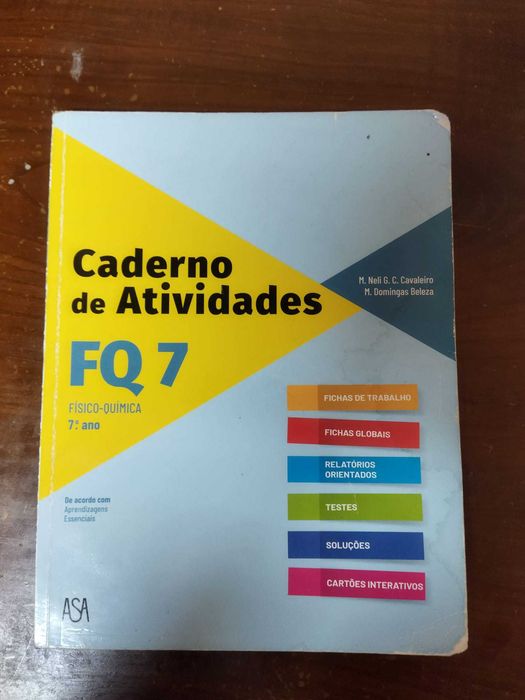 Caderno
de Atividades
FQ 7
FÍSICO-QUÍMICA
7.º ano
De acordo com
Aprendizagens
Essenciais
M. Neli G. C. Cavaleiro
M. Domingas Beleza
FICHAS DE TRABALHO
FICHAS GLOBAIS
RELATÓRIOS
ORIENTADOS
TESTES
SOLUÇÕES
CARTÕES INTERATIVOS
ASA